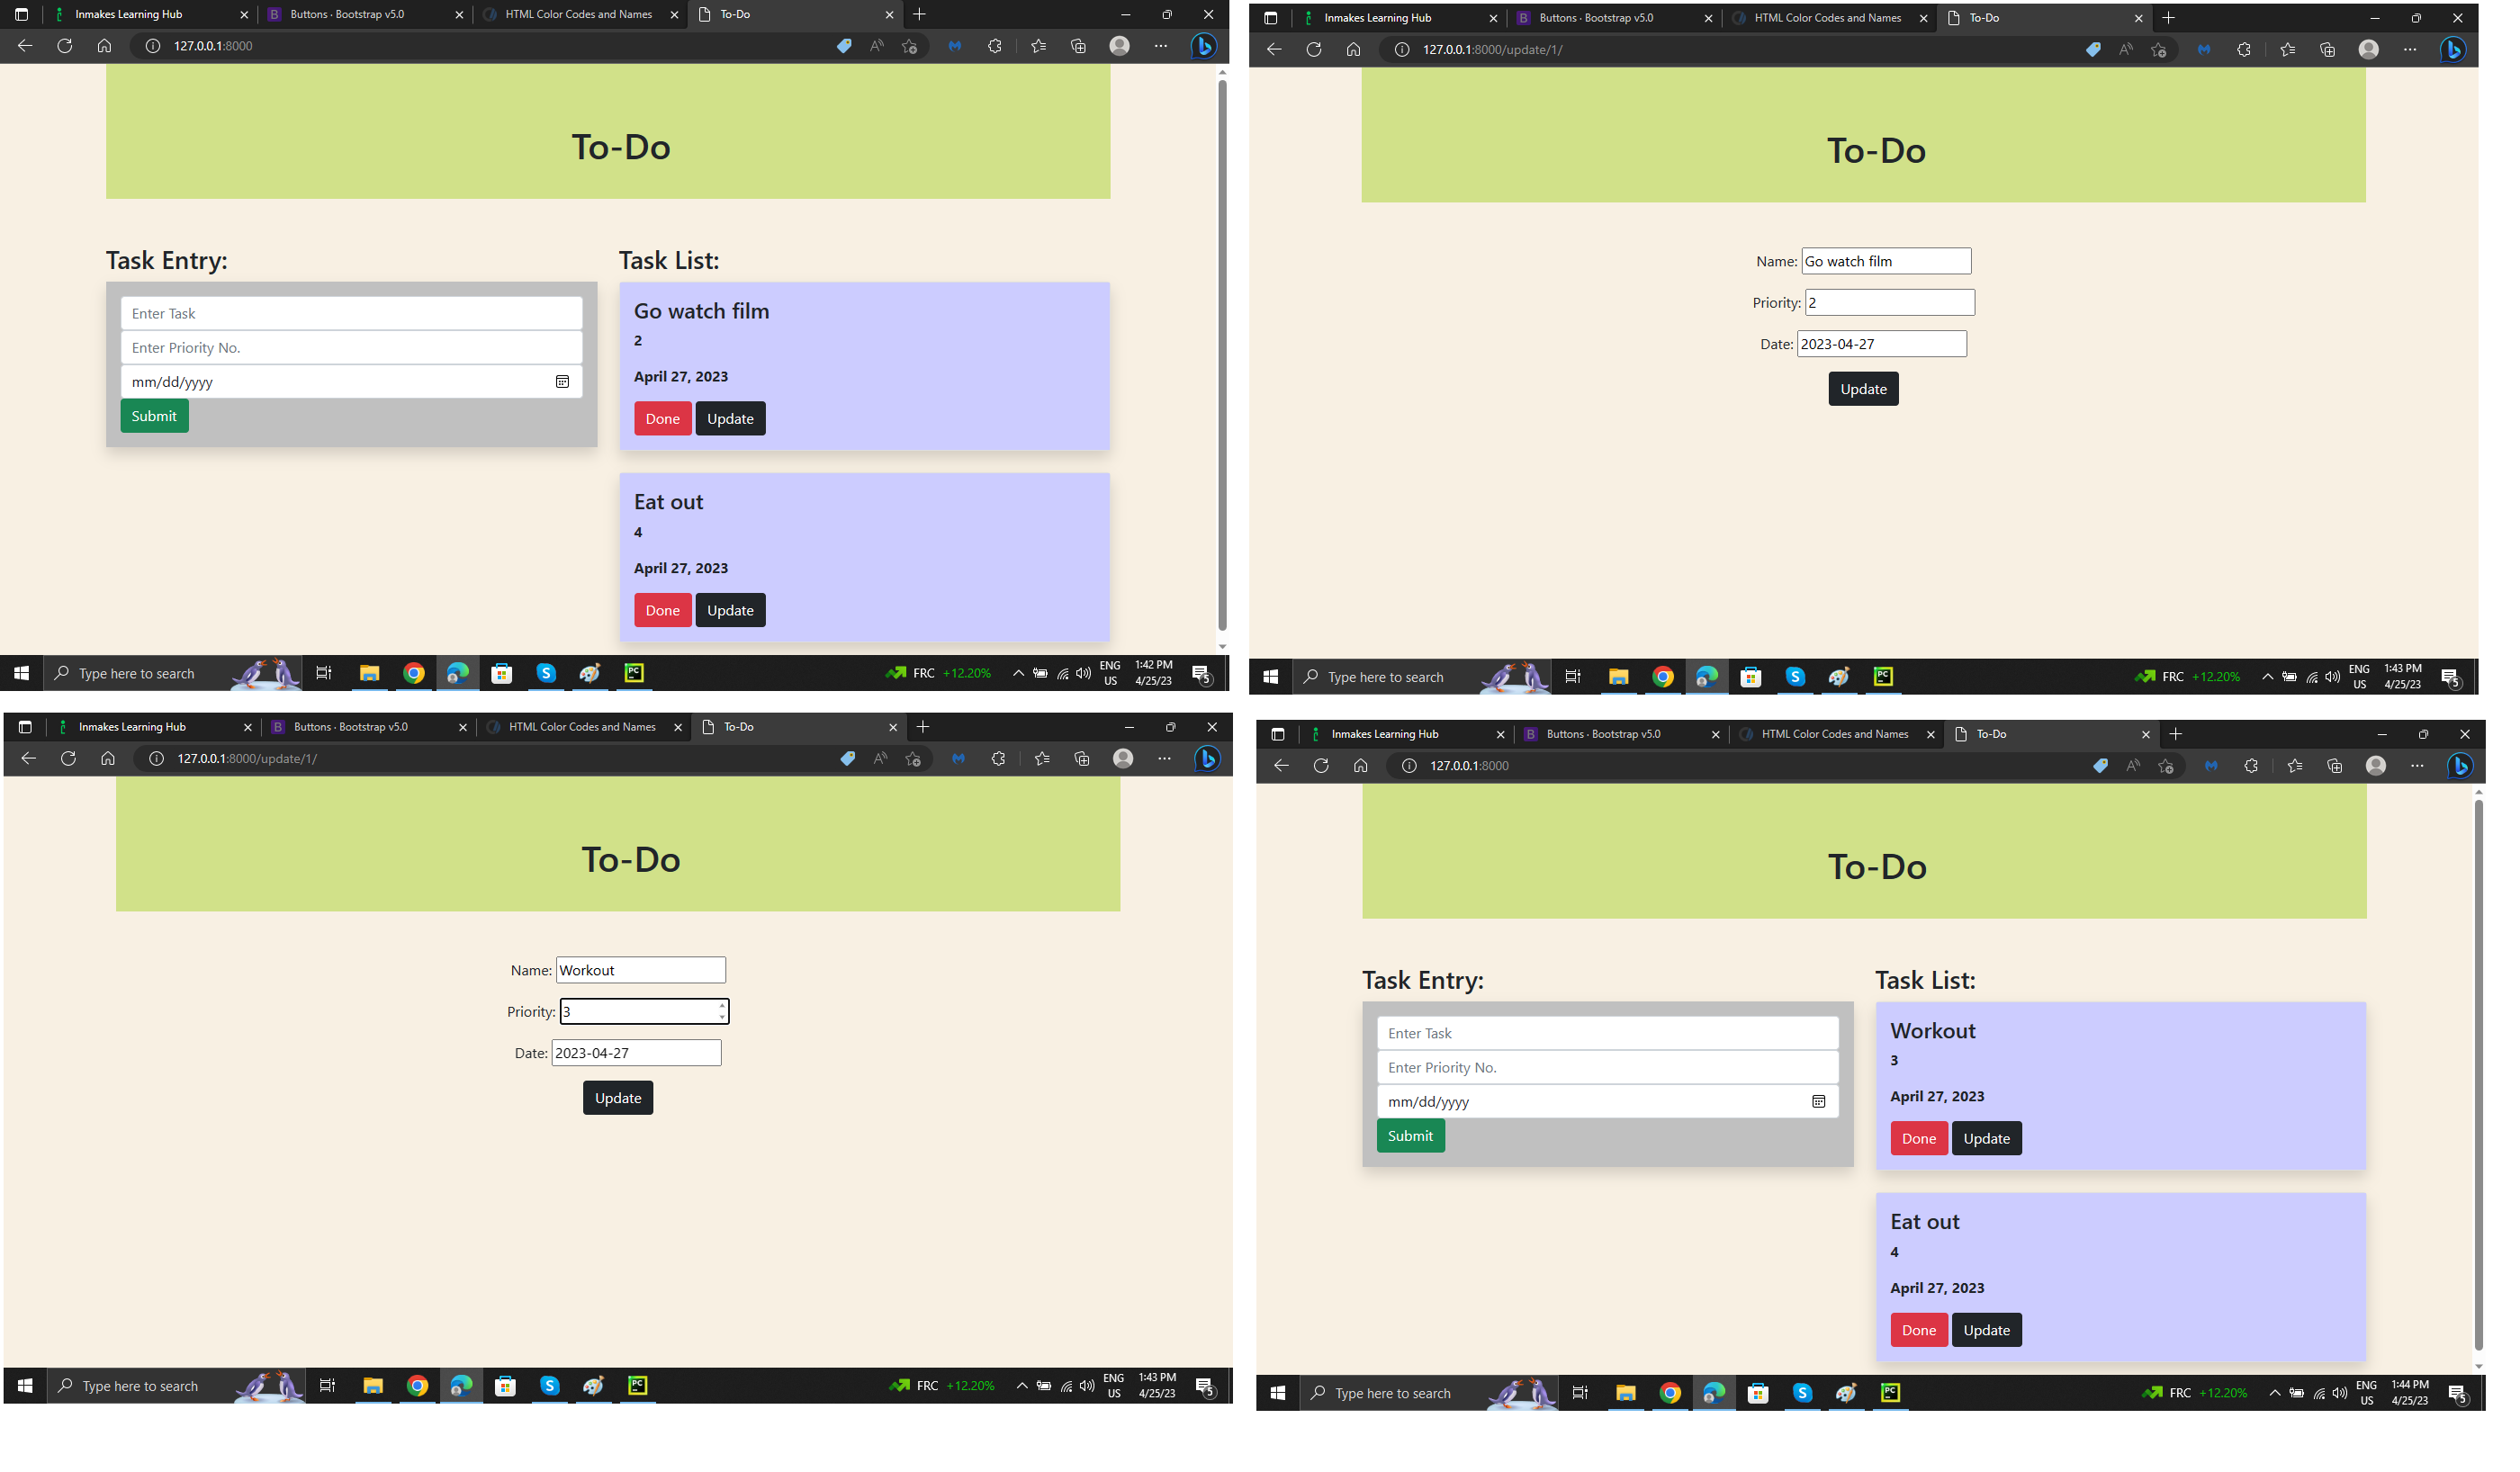 Inmakes Learning Hub
Buttons · Bootstrap v5.0
HTML Color Codes and Names
To-Do
127.0.0.1:8000
To-Do
Task Entry:
Enter Task
Enter Priority No.
mm/dd/yyyy
Submit
Task List:
Go watch film
2
April 27, 2023
Done Update
Eat out
4
April 27, 2023
Done Update
Type here to search
FRC +12.20%
ENG
US
1:42 PM
4/25/23
5
Inmakes Learning Hub
Buttons · Bootstrap v5.0
HTML Color Codes and Names
To-Do
127.0.0.1:8000/update/1/
To-Do
Name: Go watch film
Priority: 2
Date: 2023-04-27
Update
Type here to search
FRC +12.20%
ENG
US
1:43 PM
4/25/23
5
Inmakes Learning Hub
Buttons · Bootstrap v5.0
HTML Color Codes and Names
To-Do
127.0.0.1:8000/update/1/
To-Do
Name: Workout
Priority: 3
Date: 2023-04-27
Update
Type here to search
FRC +12.20%
ENG
US
1:43 PM
4/25/23
5
Inmakes Learning Hub
Buttons · Bootstrap v5.0
HTML Color Codes and Names
To-Do
127.0.0.1:8000
To-Do
Task Entry:
Enter Task
Enter Priority No.
mm/dd/yyyy
Submit
Task List:
Workout
3
April 27, 2023
Done Update
Eat out
4
April 27, 2023
Done Update
Type here to search
FRC +12.20%
ENG
US
1:44 PM
4/25/23
5